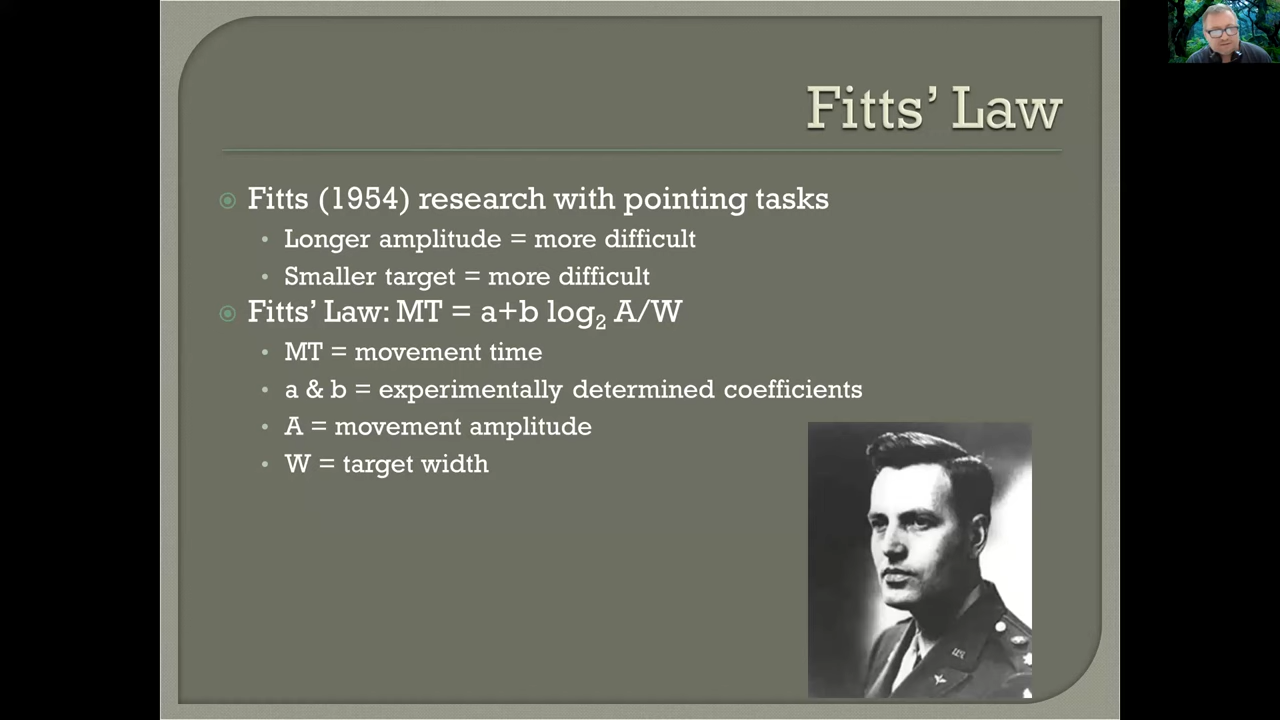 Fitts’ Law
Fitts (1954) research with pointing tasks
Longer amplitude = more difficult
Smaller target = more difficult
Fitts’ Law: MT = a+b log₂ A/W
MT = movement time
a & b = experimentally determined coefficients
A = movement amplitude
W = target width